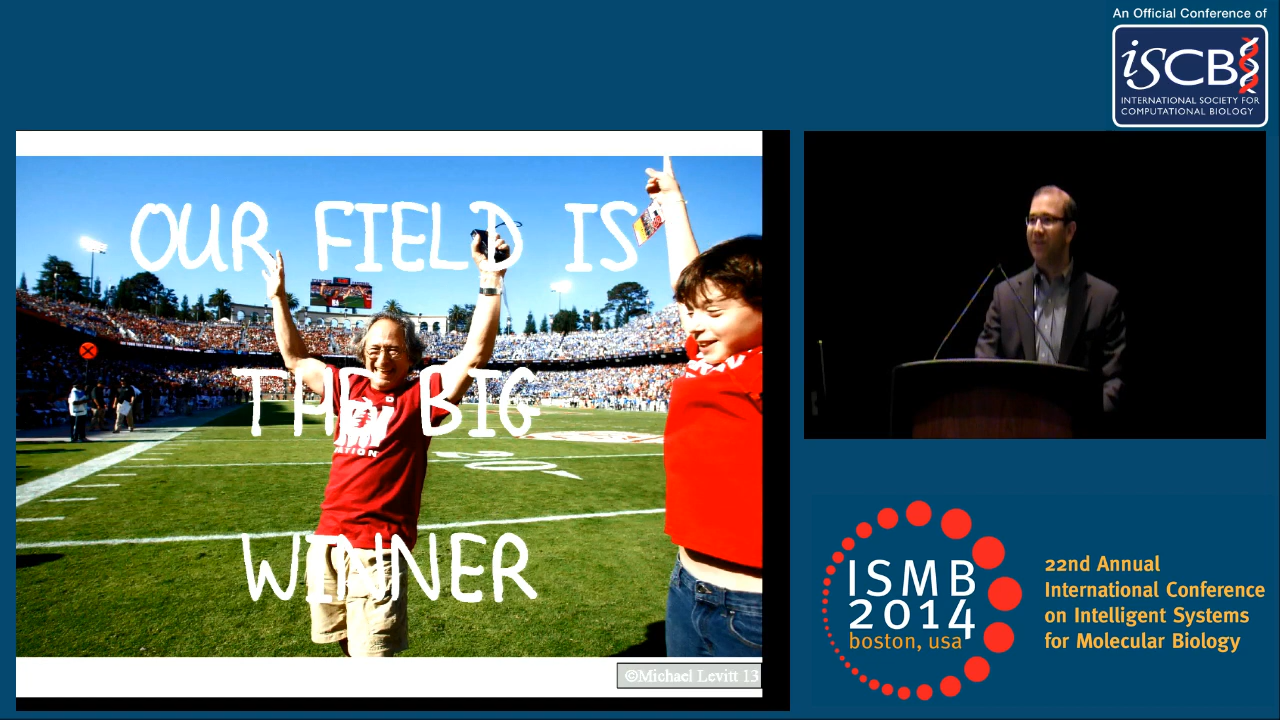 An Official Conference of
iSCB
INTERNATIONAL SOCIETY FOR
COMPUTATIONAL BIOLOGY
OUR FIELD IS
THE BIG
WINNER
20
©Michael Levitt 13
ISMB
2014
boston, usa
22nd Annual
International Conference
on Intelligent Systems
for Molecular Biology